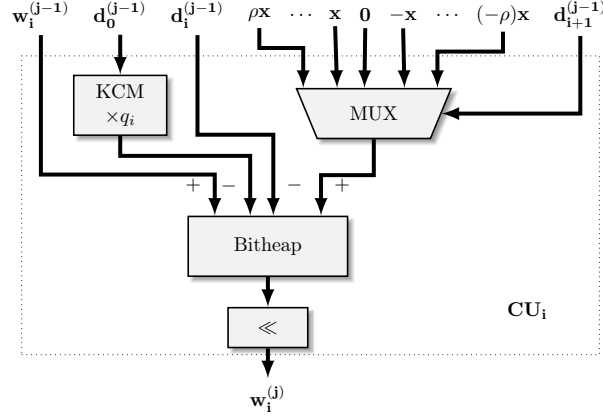 w_i^(j−1) d_0^(j−1) d_i^(j−1) ρx ··· x 0 −x ··· (−ρ)x d_{i+1}^(j−1)
KCM
×q_i
MUX
+ − − +
Bitheap
≪
CU_i
w_i^(j)